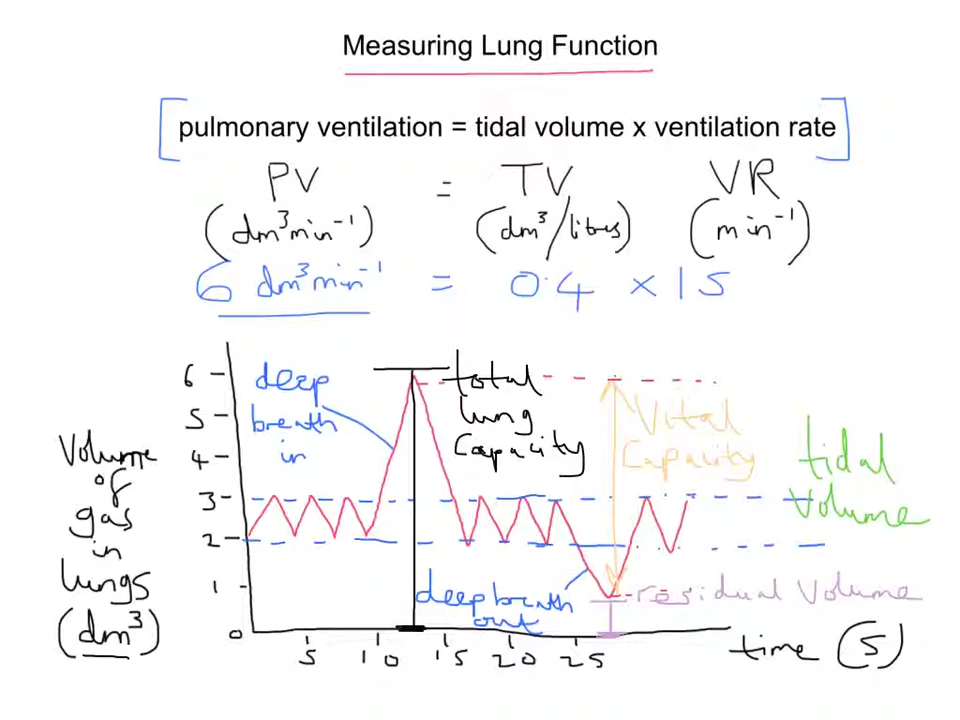 Measuring Lung Function
pulmonary ventilation = tidal volume x ventilation rate
PV = TV VR
(dm³min⁻¹) (dm³/litres) (min⁻¹)
6 dm³min⁻¹ = 0.4 x 15
6
5
4
3
2
1
0
Volume
of
gas
in
lungs
(dm³)
deep
breath
in
total
lung
capacity
Vital
Capacity
tidal
Volume
deep breath
out
residual Volume
5 10 15 20 25
time (s)